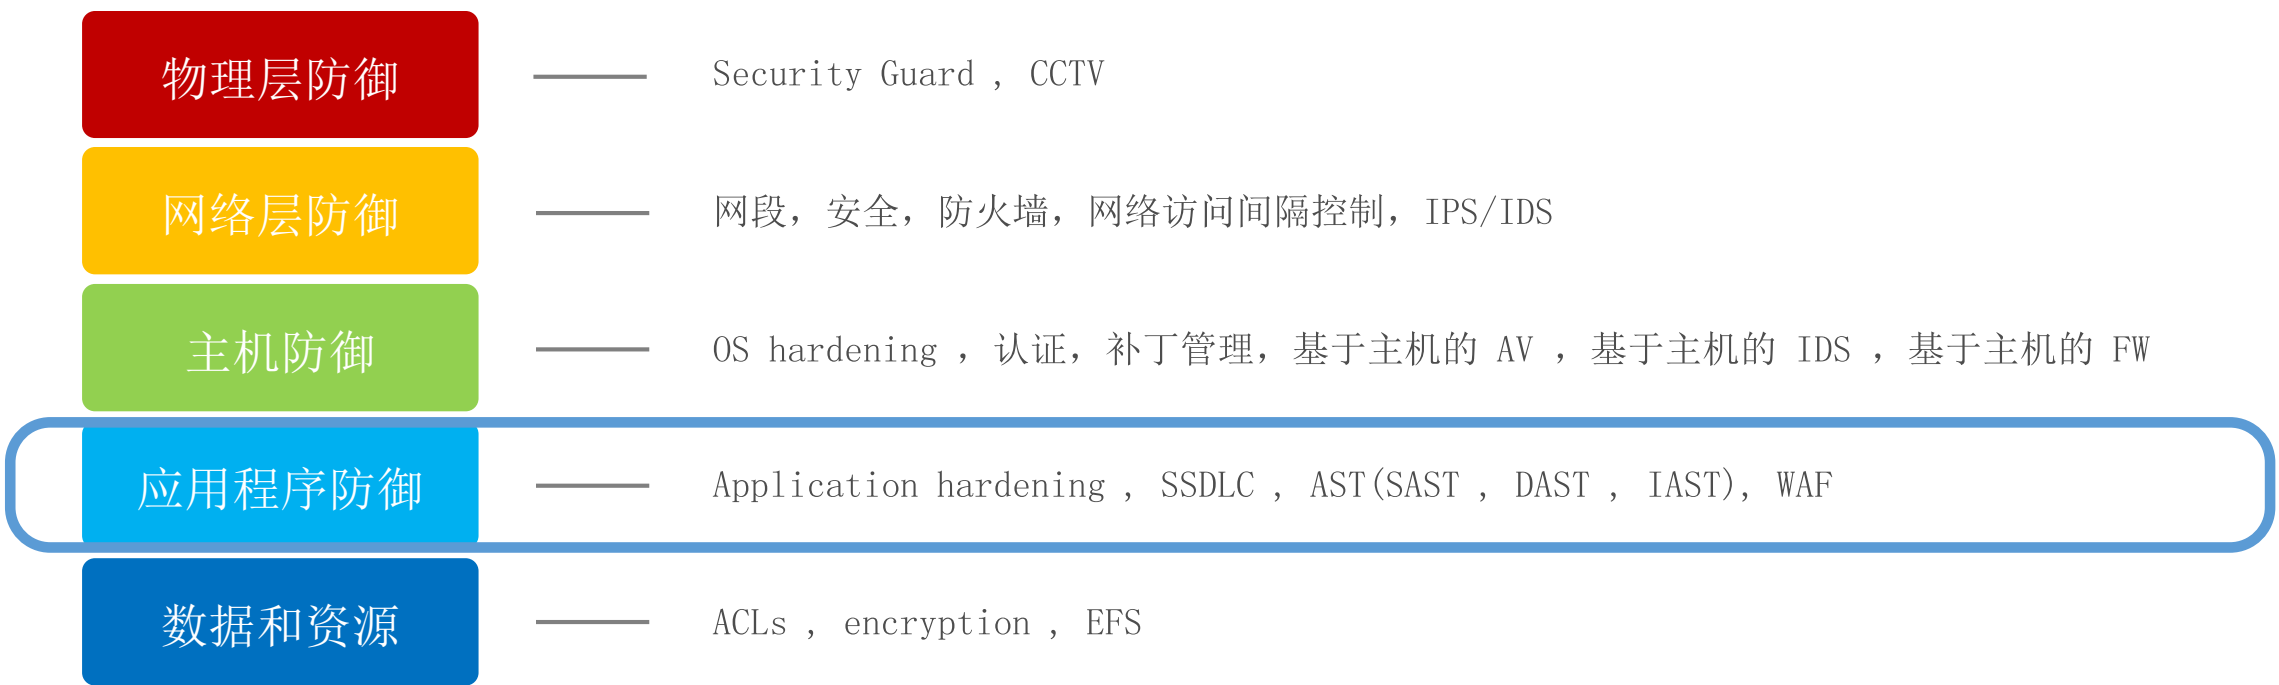 物理层防御 Security Guard , CCTV
网络层防御 网段，安全，防火墙，网络访问间隔控制，IPS/IDS
主机防御 OS hardening , 认证，补丁管理，基于主机的 AV , 基于主机的 IDS , 基于主机的 FW
应用程序防御 Application hardening , SSDLC , AST(SAST , DAST , IAST), WAF
数据和资源 ACLs , encryption , EFS